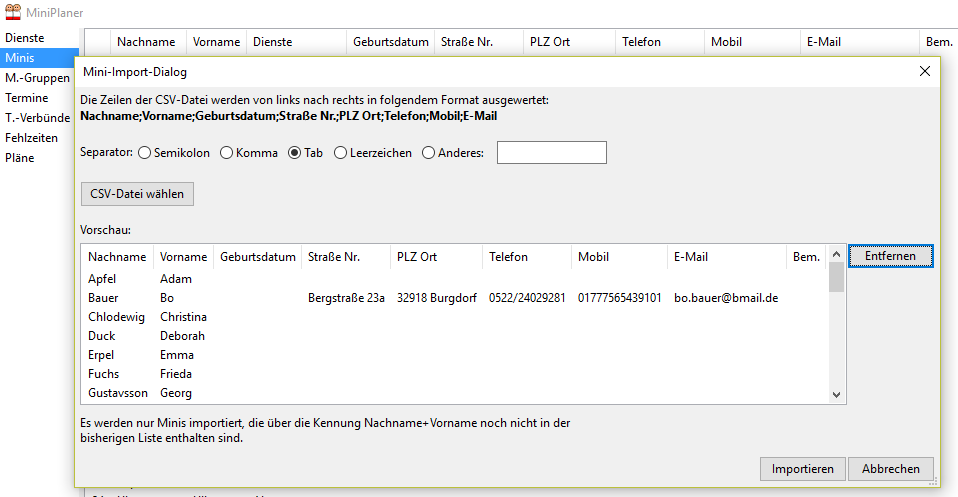 MiniPlaner
Dienste
Minis
M.-Gruppen
Termine
T.-Verbünde
Fehlzeiten
Pläne
Nachname Vorname Dienste Geburtsdatum Straße Nr. PLZ Ort Telefon Mobil E-Mail Bem.
Mini-Import-Dialog
Die Zeilen der CSV-Datei werden von links nach rechts in folgendem Format ausgewertet:
Nachname;Vorname;Geburtsdatum;Straße Nr.;PLZ Ort;Telefon;Mobil;E-Mail
Separator: Semikolon Komma Tab Leerzeichen Anderes:
CSV-Datei wählen
Vorschau:
Nachname Vorname Geburtsdatum Straße Nr. PLZ Ort Telefon Mobil E-Mail Bem.
Apfel Adam
Bauer Bo Bergstraße 23a 32918 Burgdorf 0522/24029281 01777565439101 bo.bauer@bmail.de
Chlodewig Christina
Duck Deborah
Erpel Emma
Fuchs Frieda
Gustavsson Georg
Entfernen
Es werden nur Minis importiert, die über die Kennung Nachname+Vorname noch nicht in der
bisherigen Liste enthalten sind.
Importieren Abbrechen